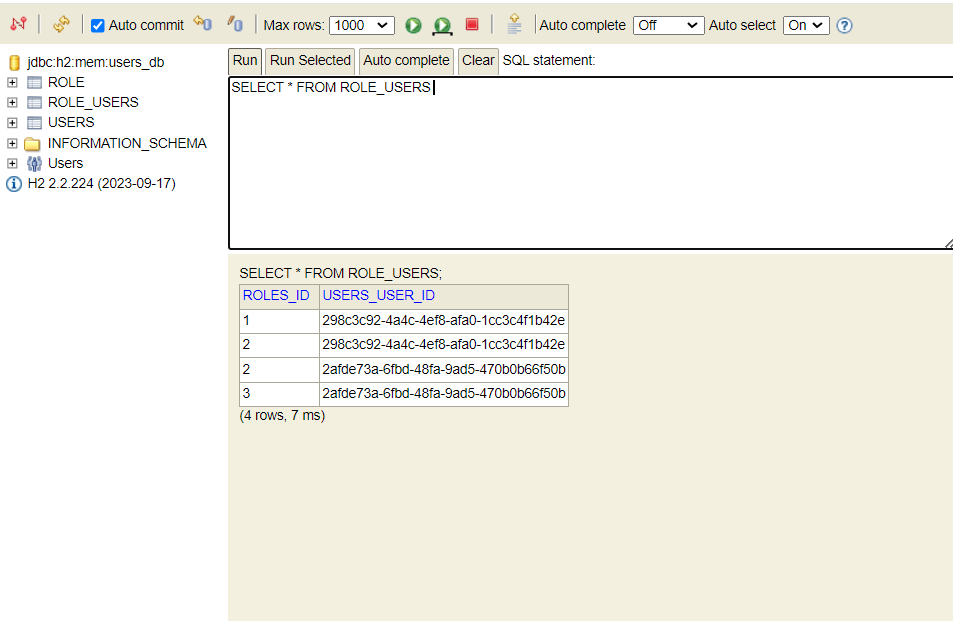 Auto commit Max rows: 1000 Auto complete Off Auto select On ?
jdbc:h2:mem:users_db
ROLE
ROLE_USERS
USERS
INFORMATION_SCHEMA
Users
H2 2.2.224 (2023-09-17)
Run Run Selected Auto complete Clear SQL statement:
SELECT * FROM ROLE_USERS
SELECT * FROM ROLE_USERS;
ROLES_ID USERS_USER_ID
1 298c3c92-4a4c-4ef8-afa0-1cc3c4f1b42e
2 298c3c92-4a4c-4ef8-afa0-1cc3c4f1b42e
2 2afde73a-6fbd-48fa-9ad5-470b0b66f50b
3 2afde73a-6fbd-48fa-9ad5-470b0b66f50b
(4 rows, 7 ms)